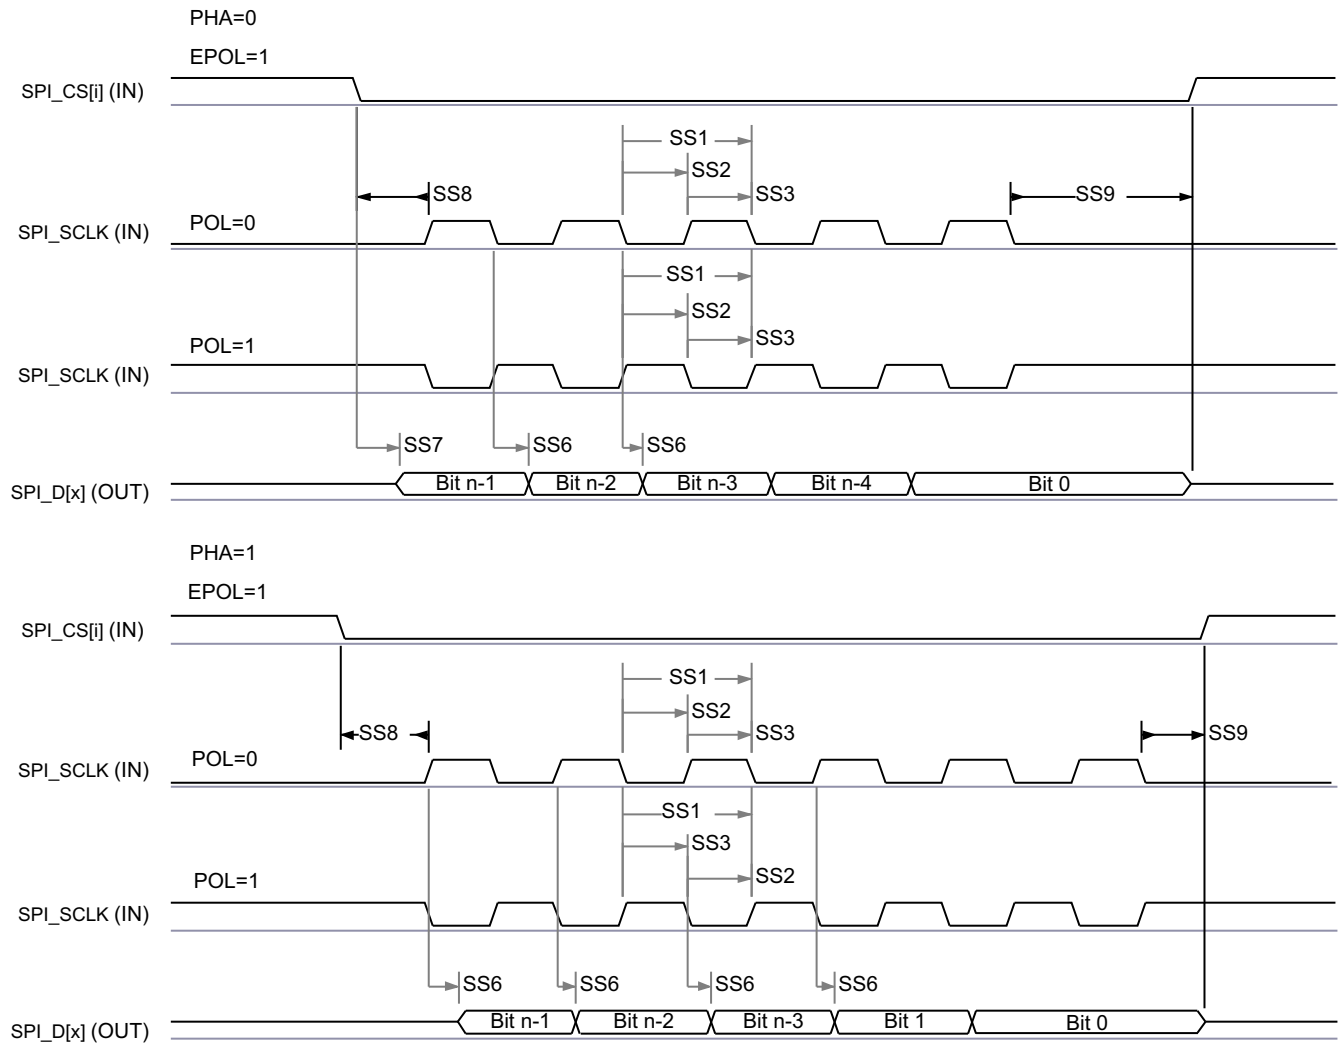 PHA=0
EPOL=1
SPI_CS[i] (IN)
SS1
SS2
SS8
SS3
SS9
POL=0
SPI_SCLK (IN)
SS1
SS2
SS3
POL=1
SPI_SCLK (IN)
SS7
SS6
SS6
SPI_D[x] (OUT)
Bit n-1
Bit n-2
Bit n-3
Bit n-4
Bit 0
PHA=1
EPOL=1
SPI_CS[i] (IN)
SS1
SS2
SS8
SS3
SS9
POL=0
SPI_SCLK (IN)
SS1
SS3
SS2
POL=1
SPI_SCLK (IN)
SS6
SS6
SS6
SS6
SPI_D[x] (OUT)
Bit n-1
Bit n-2
Bit n-3
Bit 1
Bit 0